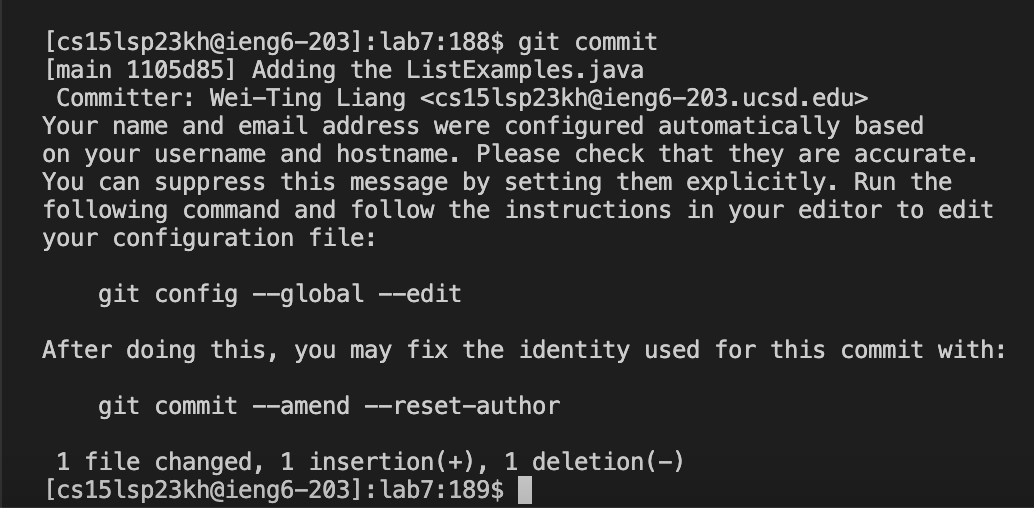 [cs15lsp23kh@ieng6-203]:lab7:188$ git commit
[main 1105d85] Adding the ListExamples.java
 Committer: Wei-Ting Liang <cs15lsp23kh@ieng6-203.ucsd.edu>
Your name and email address were configured automatically based
on your username and hostname. Please check that they are accurate.
You can suppress this message by setting them explicitly. Run the
following command and follow the instructions in your editor to edit
your configuration file:

    git config --global --edit

After doing this, you may fix the identity used for this commit with:

    git commit --amend --reset-author

 1 file changed, 1 insertion(+), 1 deletion(-)
[cs15lsp23kh@ieng6-203]:lab7:189$